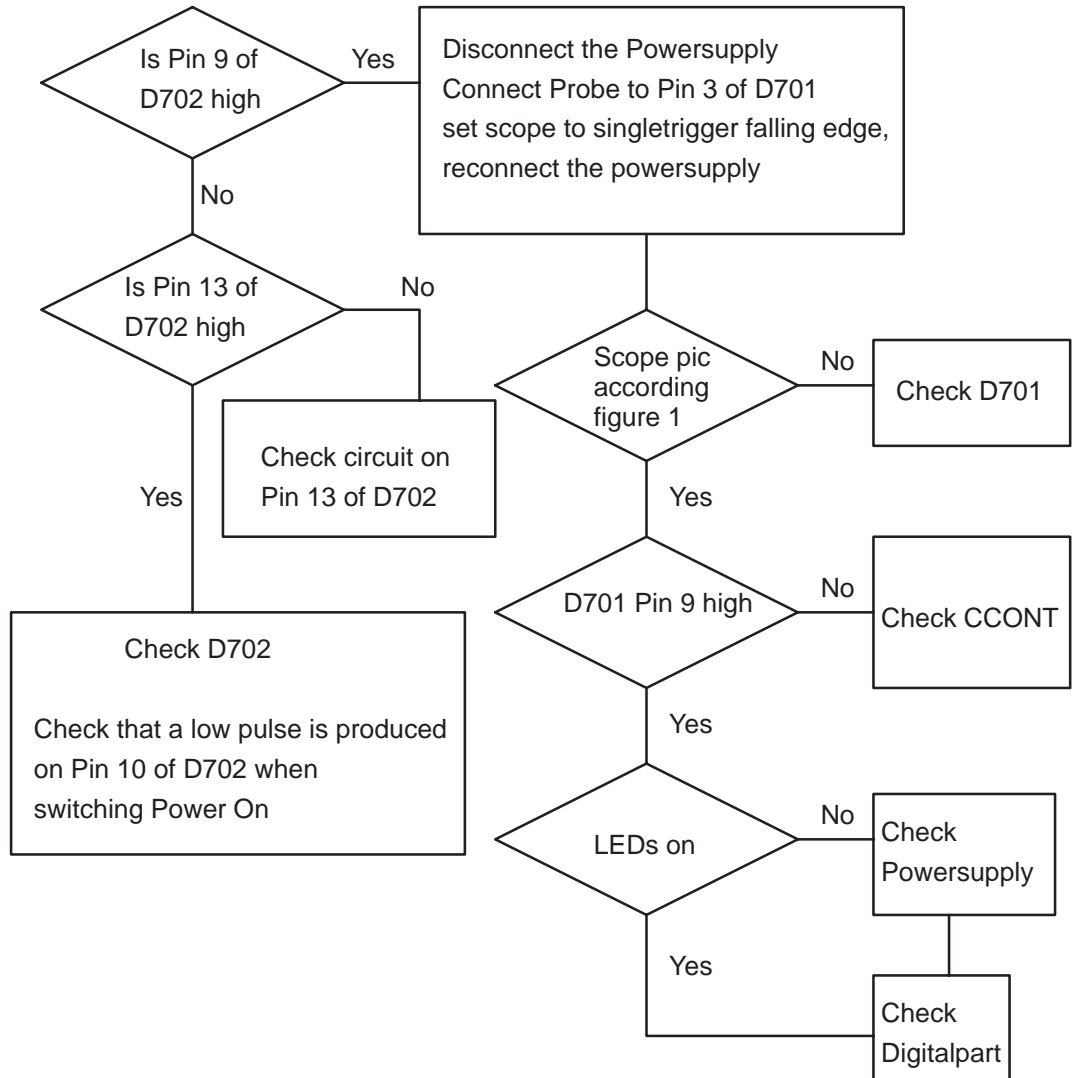 Is Pin 9 of
D702 high
Yes
Disconnect the Powersupply
Connect Probe to Pin 3 of D701
set scope to singletrigger falling edge,
reconnect the powersupply
No
Is Pin 13 of
D702 high
No
Check circuit on
Pin 13 of D702
Yes
Check D702
Check that a low pulse is produced
on Pin 10 of D702 when
switching Power On
Scope pic
according
figure 1
No
Check D701
Yes
D701 Pin 9 high
No
Check CCONT
Yes
LEDs on
No
Check
Powersupply
Yes
Check
Digitalpart